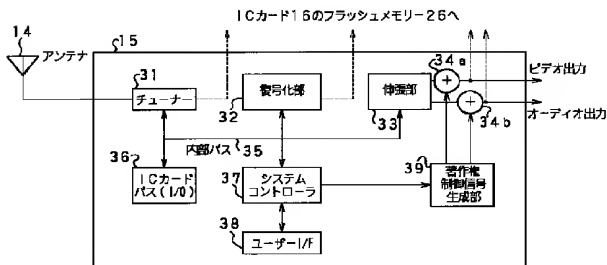 ICカード16のフラッシュメモリー26へ
14
15
アンテナ
31
チューナー
復号化部
32
伸張部
33
34a
ビデオ出力
オーディオ出力
34b
内部バス
35
36
ICカード
バス(I/O)
37
システム
コントローラ
39
著作権
制御信号
生成部
38
ユーザーI/F